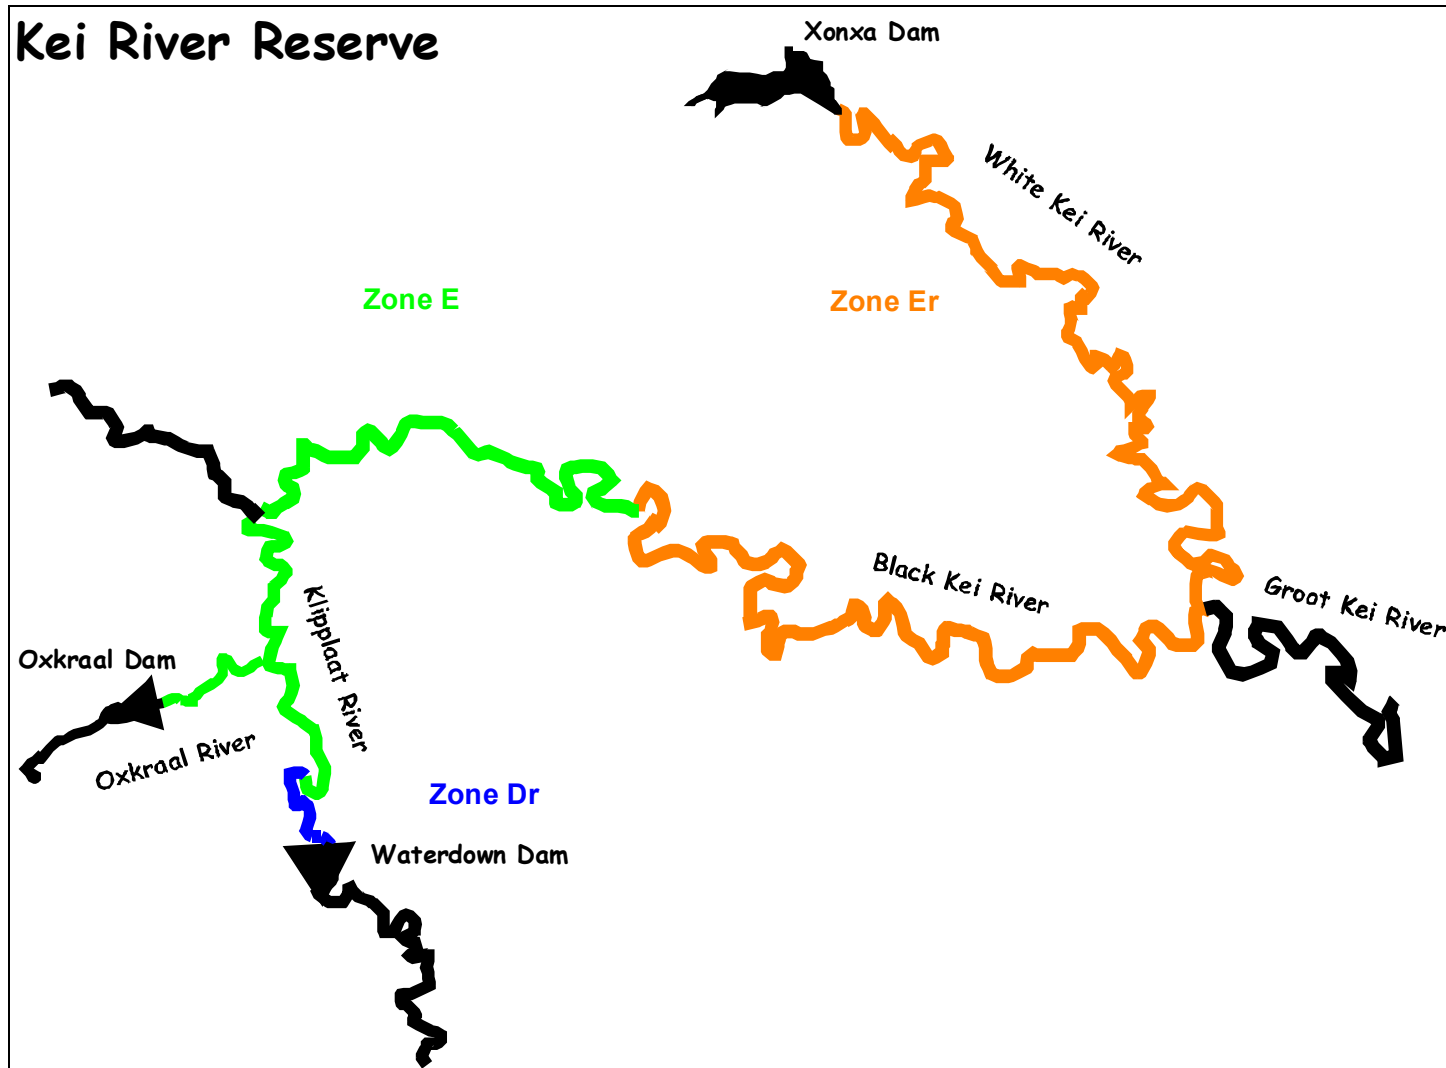 Kei River Reserve
Xonxa Dam
White Kei River
Zone E
Zone Er
Black Kei River
Groot Kei River
Klipplaat River
Oxkraal Dam
Oxkraal River
Zone Dr
Waterdown Dam